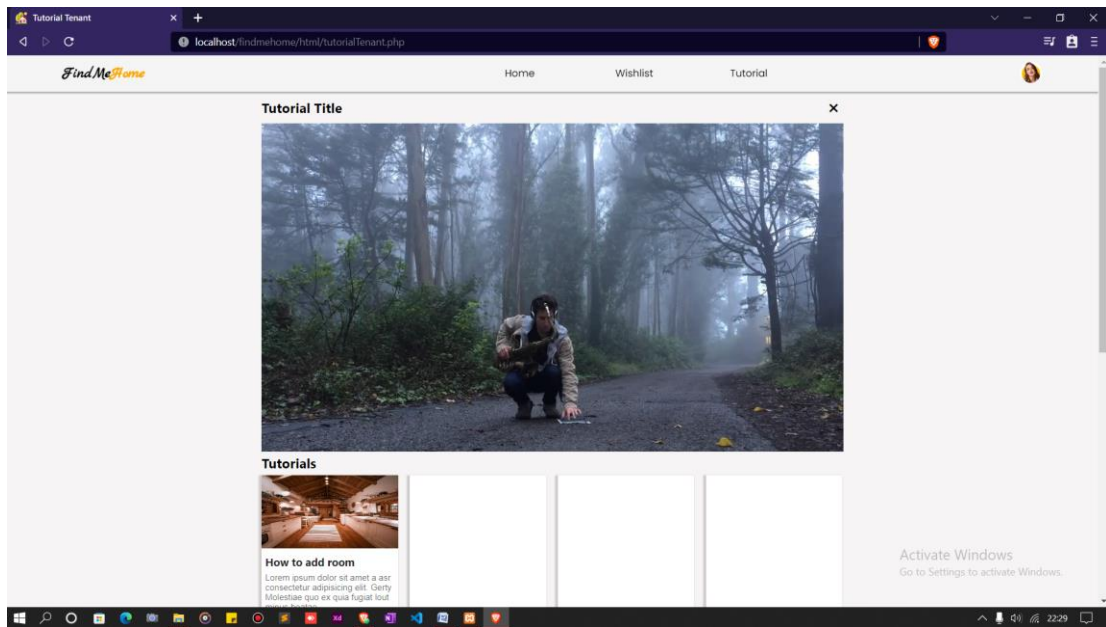 Tutorial Tenant
localhost/findmehome/html/tutorialTenant.php
FindMeHome
Home
Wishlist
Tutorial
Tutorial Title
Tutorials
How to add room
Lorem ipsum dolor sit amet a asr
consectetur adipisicing elit. Gerty
Molestiae quo ex quia fugiat lout
Activate Windows
Go to Settings to activate Windows.
Xd
22:29